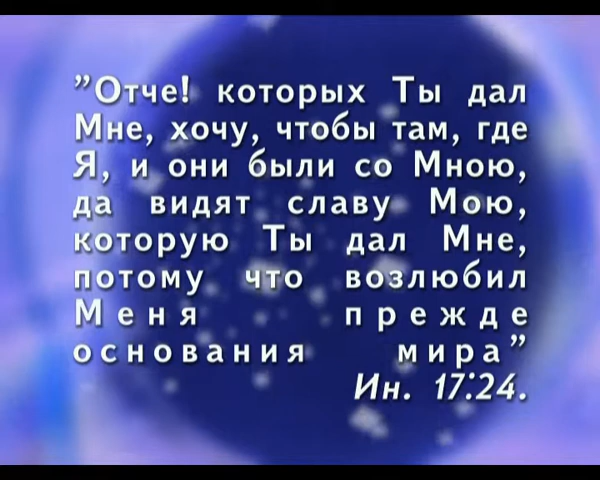 ”Отче! которых Ты дал
Мне, хочу, чтобы там, где
Я, и они были со Мною,
да видят славу Мою,
которую Ты дал Мне,
потому что возлюбил
Меня прежде
основания мира”
Ин. 17:24.